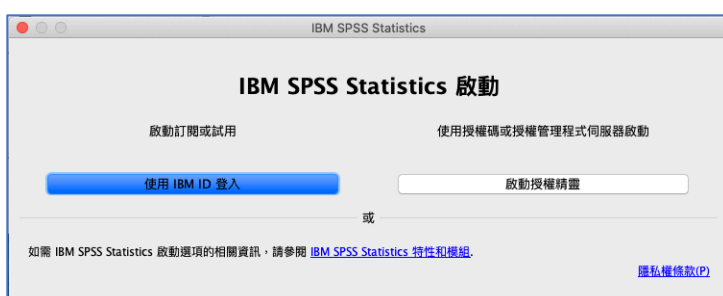 IBM SPSS Statistics
IBM SPSS Statistics 啟動
啟動訂閱或試用
使用授權碼或授權管理程式伺服器啟動
使用 IBM ID 登入
啟動授權精靈
或
如需 IBM SPSS Statistics 啟動選項的相關資訊，請參閱 IBM SPSS Statistics 特性和模組.
隱私權條款(P)